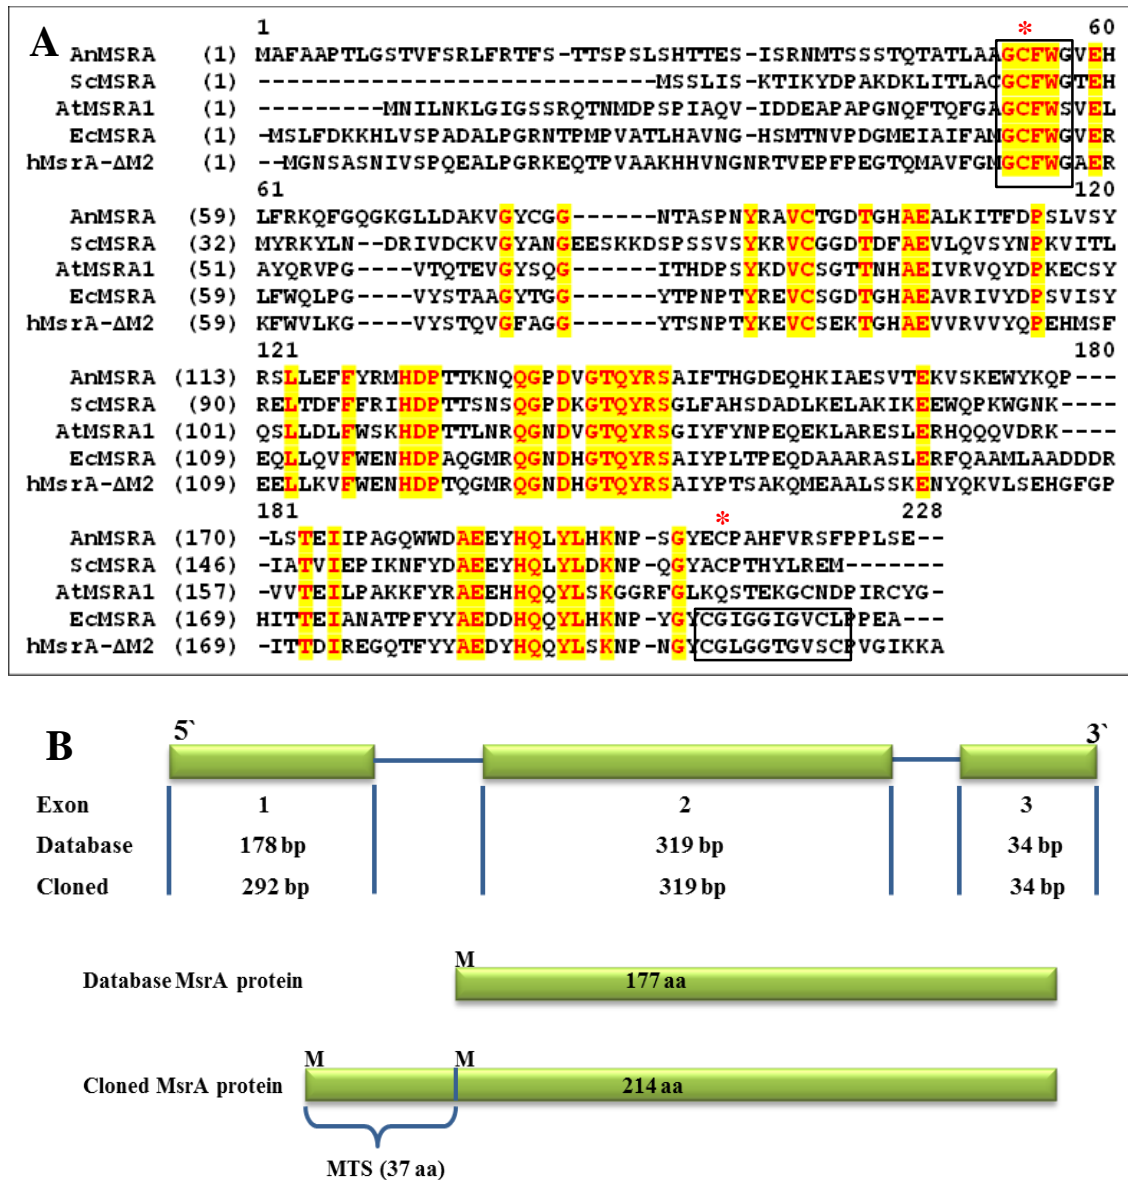 A
1 * 60
AnMSRA (1) MAFAAPTLGSTVFSRLFRTFS-TTSPSLSHTTES-ISRNMTSSSTQTATLAAGCFWGVEH
ScMSRA (1) ----------------------------MSSLIS-KTIKYDPAKDKLITLACGCFWGTEH
AtMSRA1 (1) ---------MNILNKLGIGSSRQTNMDPSPIAQV-IDDEAPAPGNQFTQFGAGCFWSVEL
EcMSRA (1) -MSLFDKKHLVSPADALPGRNTPMPVATLHAVNG-HSMTNVPDGMEIAIFAMGCFWGVER
hMsrA-ΔM2 (1) --MGNSASNIVSPQEALPGRKEQTPVAAKHHVNGNRTVEPFPEGTQMAVFGMGCFWGAER
61 120
AnMSRA (59) LFRKQFGQGKGLLDAKVGYCGG------NTASPNYRAVCTGDTGHAEALKITFDPSLVSY
ScMSRA (32) MYRKYLN--DRIVDCKVGYANGEESKKDSPSSVSYKRVCGGDTDFAEVLQVSYNPKVITL
AtMSRA1 (51) AYQRVPG----VTQTEVGYSQG------ITHDPSYKDVCSGTTNHAEIVRVQYDPKECSY
EcMSRA (59) LFWQLPG----VYSTAAGYTGG------YTPNPTYREVCSGDTGHAEAVRIVYDPSVISY
hMsrA-ΔM2 (59) KFWVLKG----VYSTQVGFAGG------YTSNPTYKEVCSEKTGHAEVVRVVYQPEHMSF
121 180
AnMSRA (113) RSLLEFFYRMHDPTTKNQQGPDVGTQYRSAIFTHGDEQHKIAESVTEKVSKEWYKQP---
ScMSRA (90) RELTDFFFRIHDPTTSNSQGPDKGTQYRSGLFAHSDADLKELAKIKEEWQPKWGNK----
AtMSRA1 (101) QSLLDLFWSKHDPTTLNRQGNDVGTQYRSGIYFYNPEQEKLARESLERHQQQVDRK----
EcMSRA (109) EQLLQVFWENHDPAQGMRQGNDHGTQYRSAIYPLTPEQDAAARASLERFQAAMLAADDDR
hMsrA-ΔM2 (109) EELLKVFWENHDPTQGMRQGNDHGTQYRSAIYPTSAKQMEAALSSKENYQKVLSEHGFGP
181 * 228
AnMSRA (170) -LSTEIIPAGQWWDAEEYHQLYLHKNP-SGYECPAHFVRSFPPLSE--
ScMSRA (146) -IATVIEPIKNFYDAEEYHQLYLDKNP-QGYACPTHYLREM-------
AtMSRA1 (157) -VVTEILPAKKFYRAEEHHQQYLSKGGRFGLKQSTEKGCNDPIRCYG-
EcMSRA (169) HITTEIANATPFYYAEDDHQQYLHKNP-YGYCGIGGIGVCLPPEA---
hMsrA-ΔM2 (169) -ITTDIREGQTFYYAEDYHQQYLSKNP-NGYCGLGGTGVSCPVGIKKA
B
5` 3`
Exon 1 2 3
Database 178 bp 319 bp 34 bp
Cloned 292 bp 319 bp 34 bp
M
Database MsrA protein 177 aa
M M
Cloned MsrA protein 214 aa
MTS (37 aa)